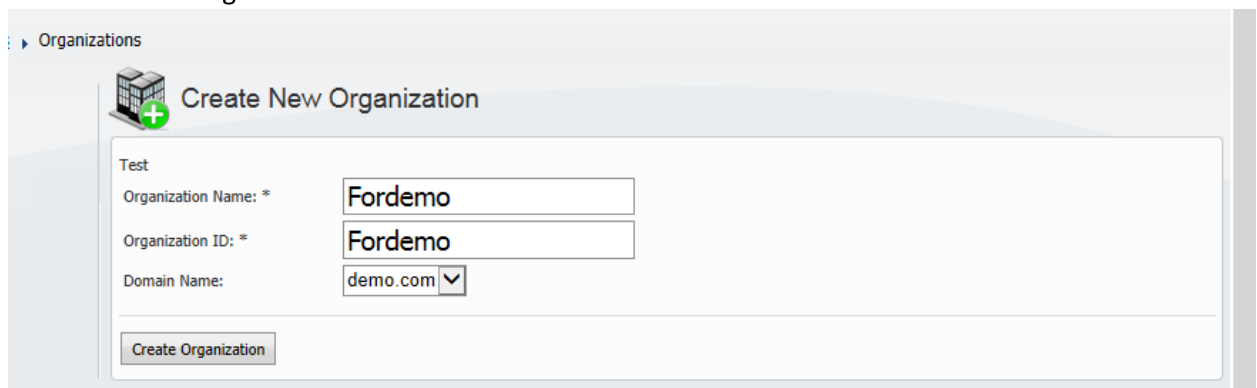 Organizations
Create New Organization
Test
Organization Name: * Fordemo
Organization ID: * Fordemo
Domain Name: demo.com
Create Organization